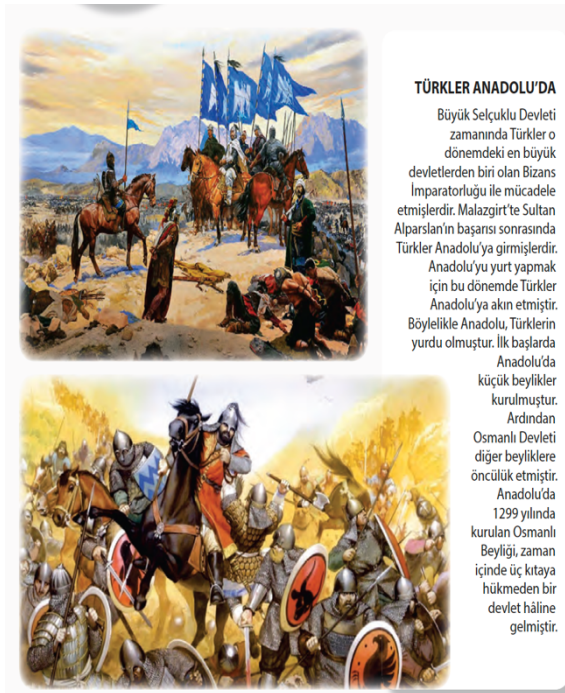 TÜRKLER ANADOLU’DA
Büyük Selçuklu Devleti
zamanında Türkler o
dönemdeki en büyük
devletlerden biri olan Bizans
İmparatorluğu ile mücadele
etmişlerdir. Malazgirt’te Sultan
Alparslan’ın başarısı sonrasında
Türkler Anadolu’ya girmişlerdir.
Anadolu’yu yurt yapmak
için bu dönemde Türkler
Anadolu’ya akın etmiştir.
Böylelikle Anadolu, Türklerin
yurdu olmuştur. İlk başlarda
Anadolu’da
küçük beylikler
kurulmuştur.
Ardından
Osmanlı Devleti
diğer beyliklere
öncülük etmiştir.
Anadolu’da
1299 yılında
kurulan Osmanlı
Beyliği, zaman
içinde üç kıtaya
hükmeden bir
devlet hâline
gelmiştir.